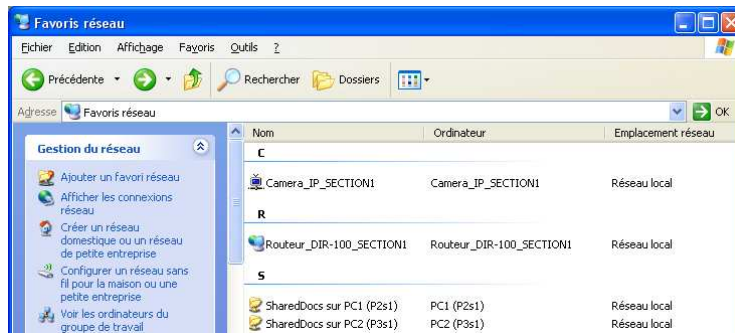 Favoris réseau
Fichier Edition Affichage Favoris Outils ?
Précédente Rechercher Dossiers
Adresse Favoris réseau OK
Nom Ordinateur Emplacement réseau
Gestion du réseau
C
Ajouter un favori réseau
Camera_IP_SECTION1 Camera_IP_SECTION1 Réseau local
Afficher les connexions
réseau
R
Créer un réseau
domestique ou un réseau
de petite entreprise
Routeur_DIR-100_SECTION1 Routeur_DIR-100_SECTION1 Réseau local
Configurer un réseau sans
fil pour la maison ou une
petite entreprise
S
Voir les ordinateurs du
groupe de travail
SharedDocs sur PC1 (P2s1) PC1 (P2s1) Réseau local
SharedDocs sur PC2 (P3s1) PC2 (P3s1) Réseau local